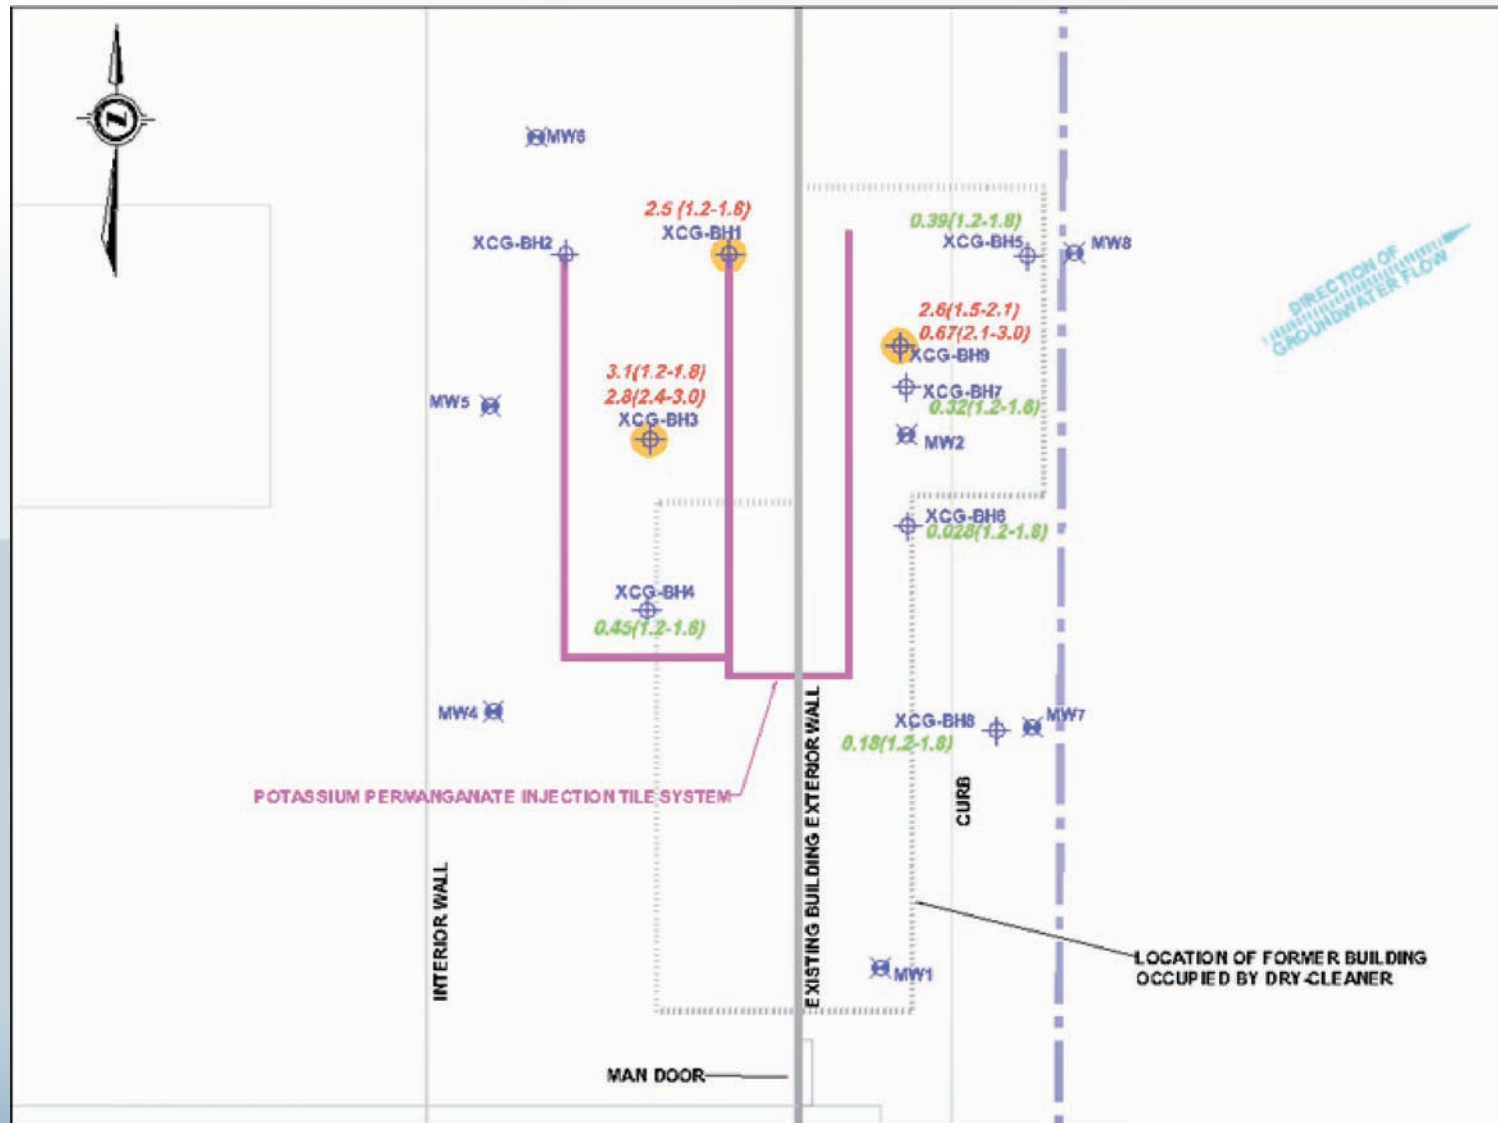 MW6
2.5 (1.2-1.8)
XCG-BH1
XCG-BH2
0.39(1.2-1.8)
XCG-BH5
MW8
DIRECTION OF
GROUNDWATER FLOW
2.6(1.5-2.1)
0.67(2.1-3.0)
XCG-BH9
3.1(1.2-1.8)
2.8(2.4-3.0)
XCG-BH3
MW5
XCG-BH7
0.32(1.2-1.8)
MW2
XCG-BH6
0.028(1.2-1.8)
XCG-BH4
0.45(1.2-1.8)
MW4
XCG-BH8
0.18(1.2-1.8)
MW7
POTASSIUM PERMANGANATE INJECTION TILE SYSTEM
EXISTING BUILDING EXTERIOR WALL
CURB
INTERIOR WALL
LOCATION OF FORMER BUILDING
OCCUPIED BY DRY-CLEANER
MW1
MAN DOOR
Z